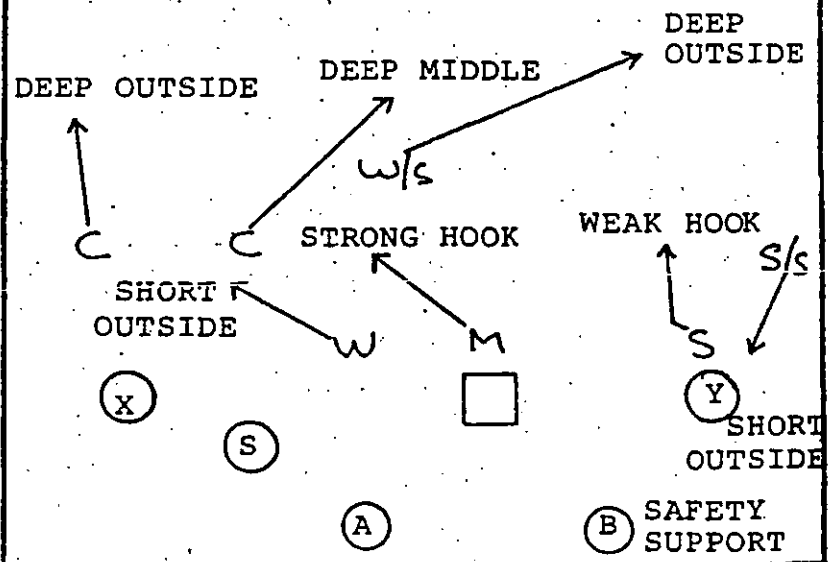 DEEP
OUTSIDE
DEEP MIDDLE
DEEP OUTSIDE
W/S
WEAK HOOK
C
C
STRONG HOOK
S/S
SHORT
OUTSIDE
W
M
S
X
Y
S
SHORT
OUTSIDE
A
B
SAFETY
SUPPORT